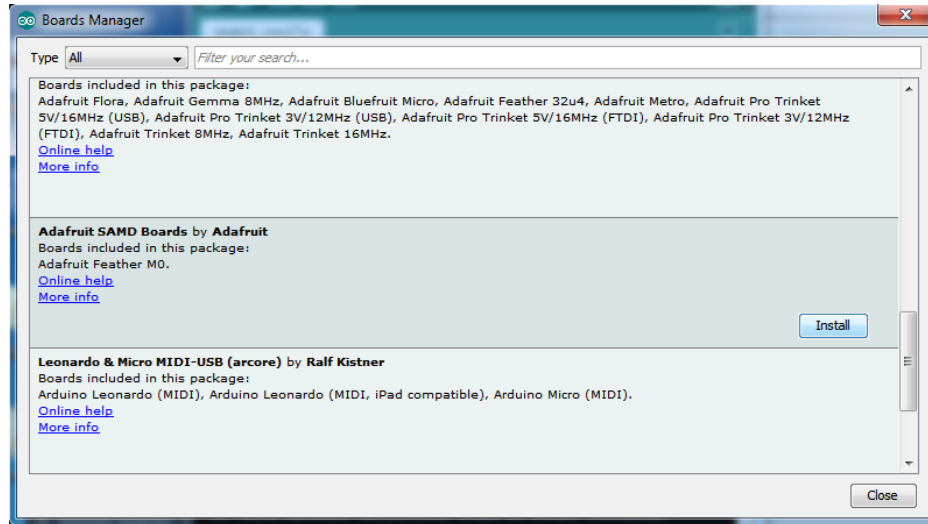 Boards Manager
Type All Filter your search...
Boards included in this package:
Adafruit Flora, Adafruit Gemma 8MHz, Adafruit Bluefruit Micro, Adafruit Feather 32u4, Adafruit Metro, Adafruit Pro Trinket
5V/16MHz (USB), Adafruit Pro Trinket 3V/12MHz (USB), Adafruit Pro Trinket 5V/16MHz (FTDI), Adafruit Pro Trinket 3V/12MHz
(FTDI), Adafruit Trinket 8MHz, Adafruit Trinket 16MHz.
Online help
More info
Adafruit SAMD Boards by Adafruit
Boards included in this package:
Adafruit Feather M0.
Online help
More info
Install
Leonardo & Micro MIDI-USB (arcore) by Ralf Kistner
Boards included in this package:
Arduino Leonardo (MIDI), Arduino Leonardo (MIDI, iPad compatible), Arduino Micro (MIDI).
Online help
More info
Close